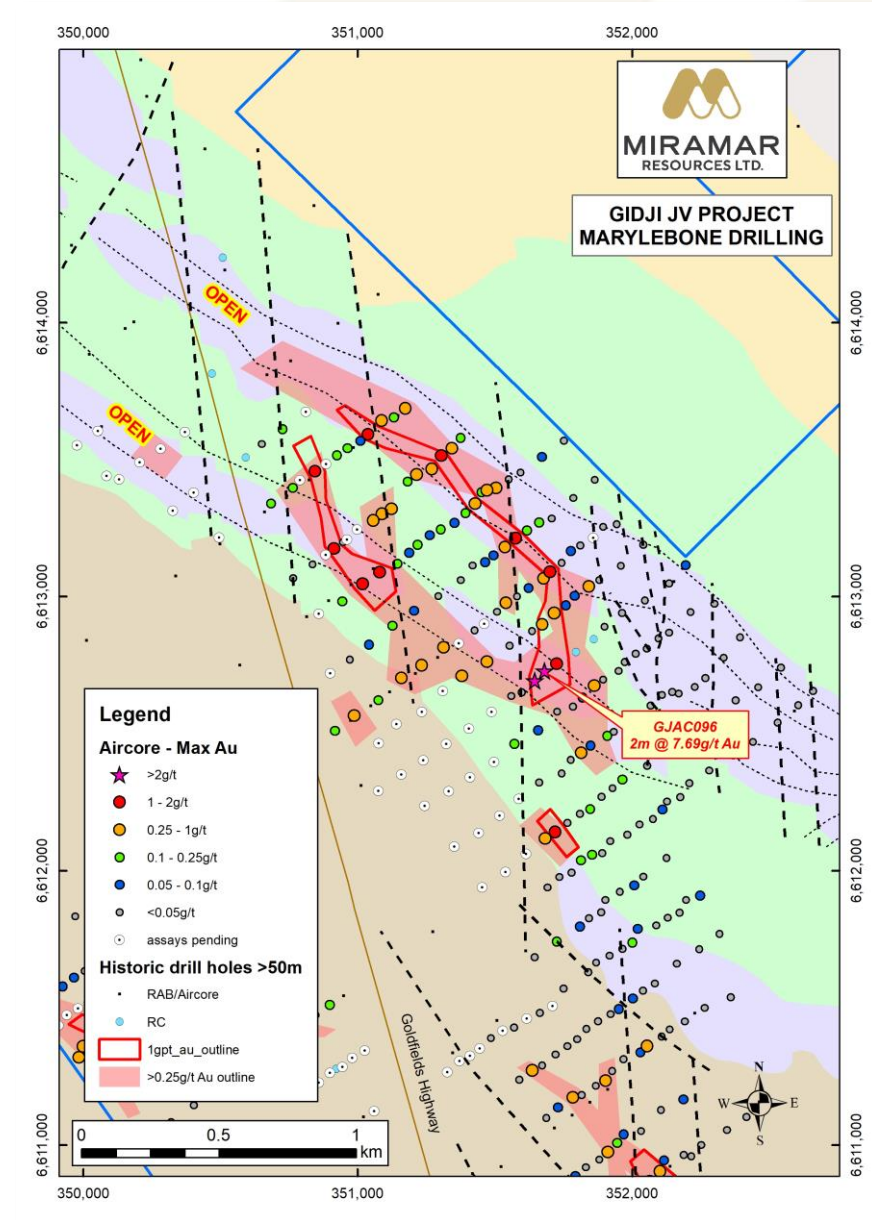 350,000
351,000
352,000
MIRAMAR
RESOURCES LTD.
GIDJI JV PROJECT
MARYLEBONE DRILLING
6,614,000
6,614,000
OPEN
OPEN
6,613,000
6,613,000
GJAC096
2m @ 7.69g/t Au
Legend
Aircore - Max Au
>2g/t
1 - 2g/t
0.25 - 1g/t
0.1 - 0.25g/t
0.05 - 0.1g/t
<0.05g/t
assays pending
Historic drill holes >50m
RAB/Aircore
RC
1gpt_au_outline
>0.25g/t Au outline
6,612,000
6,612,000
Goldfields Highway
N
W
E
S
0
0.5
1
km
6,611,000
6,611,000
350,000
351,000
352,000